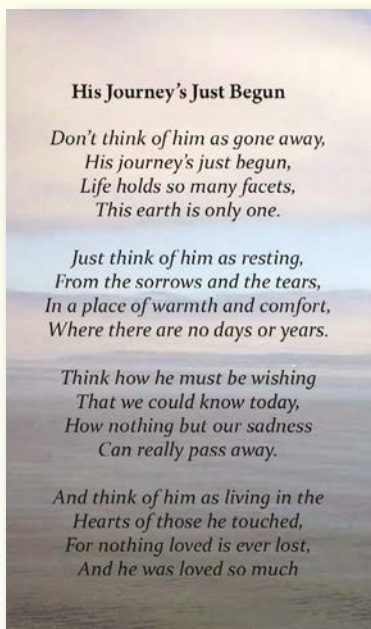 His Journey’s Just Begun
Don’t think of him as gone away,
His journey’s just begun,
Life holds so many facets,
This earth is only one.
Just think of him as resting,
From the sorrows and the tears,
In a place of warmth and comfort,
Where there are no days or years.
Think how he must be wishing
That we could know today,
How nothing but our sadness
Can really pass away.
And think of him as living in the
Hearts of those he touched,
For nothing loved is ever lost,
And he was loved so much